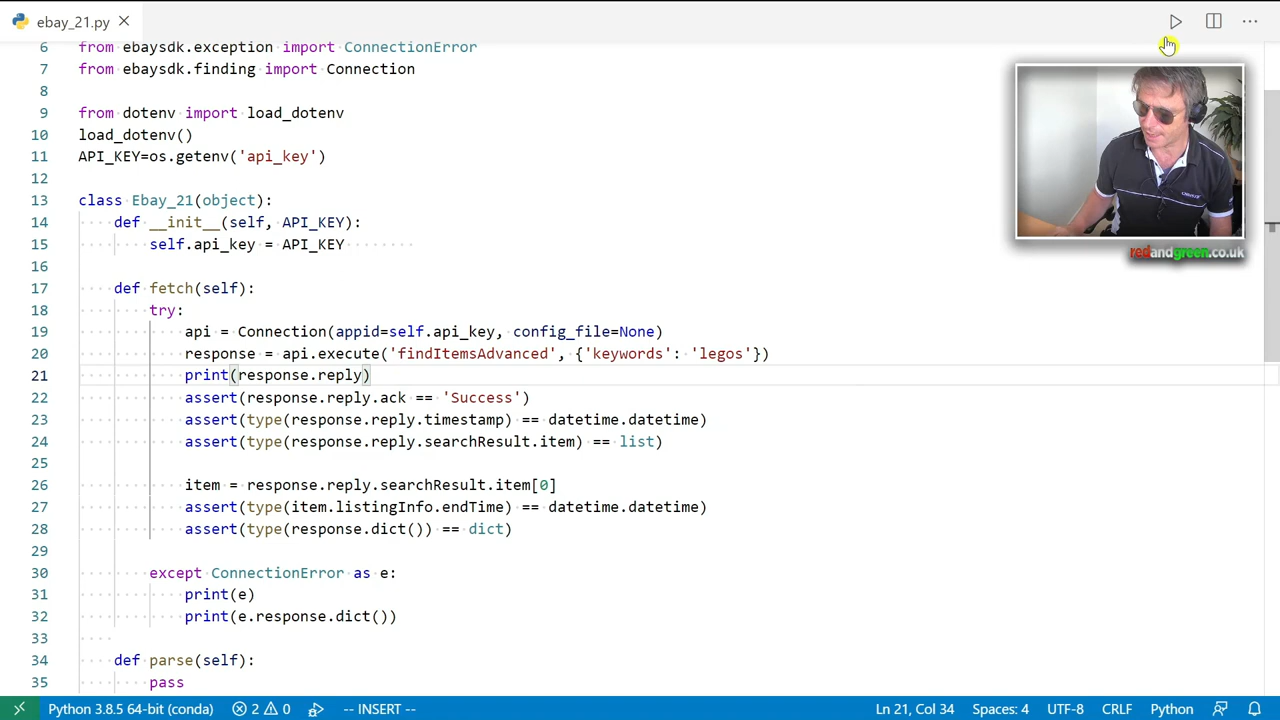 ebay_21.py
6 from ebaysdk.exception import ConnectionError
7 from ebaysdk.finding import Connection
8
9 from dotenv import load_dotenv
10 load_dotenv()
11 API_KEY=os.getenv('api_key')
12
13 class Ebay_21(object):
14 def __init__(self, API_KEY):
15 self.api_key = API_KEY
16
17 def fetch(self):
18 try:
19 api = Connection(appid=self.api_key, config_file=None)
20 response = api.execute('findItemsAdvanced', {'keywords': 'legos'})
21 print(response.reply)
22 assert(response.reply.ack == 'Success')
23 assert(type(response.reply.timestamp) == datetime.datetime)
24 assert(type(response.reply.searchResult.item) == list)
25
26 item = response.reply.searchResult.item[0]
27 assert(type(item.listingInfo.endTime) == datetime.datetime)
28 assert(type(response.dict()) == dict)
29
30 except ConnectionError as e:
31 print(e)
32 print(e.response.dict())
33
34 def parse(self):
35 pass
redandgreen.co.uk
Python 3.8.5 64-bit (conda) 2 0 -- INSERT -- Ln 21, Col 34 Spaces: 4 UTF-8 CRLF Python